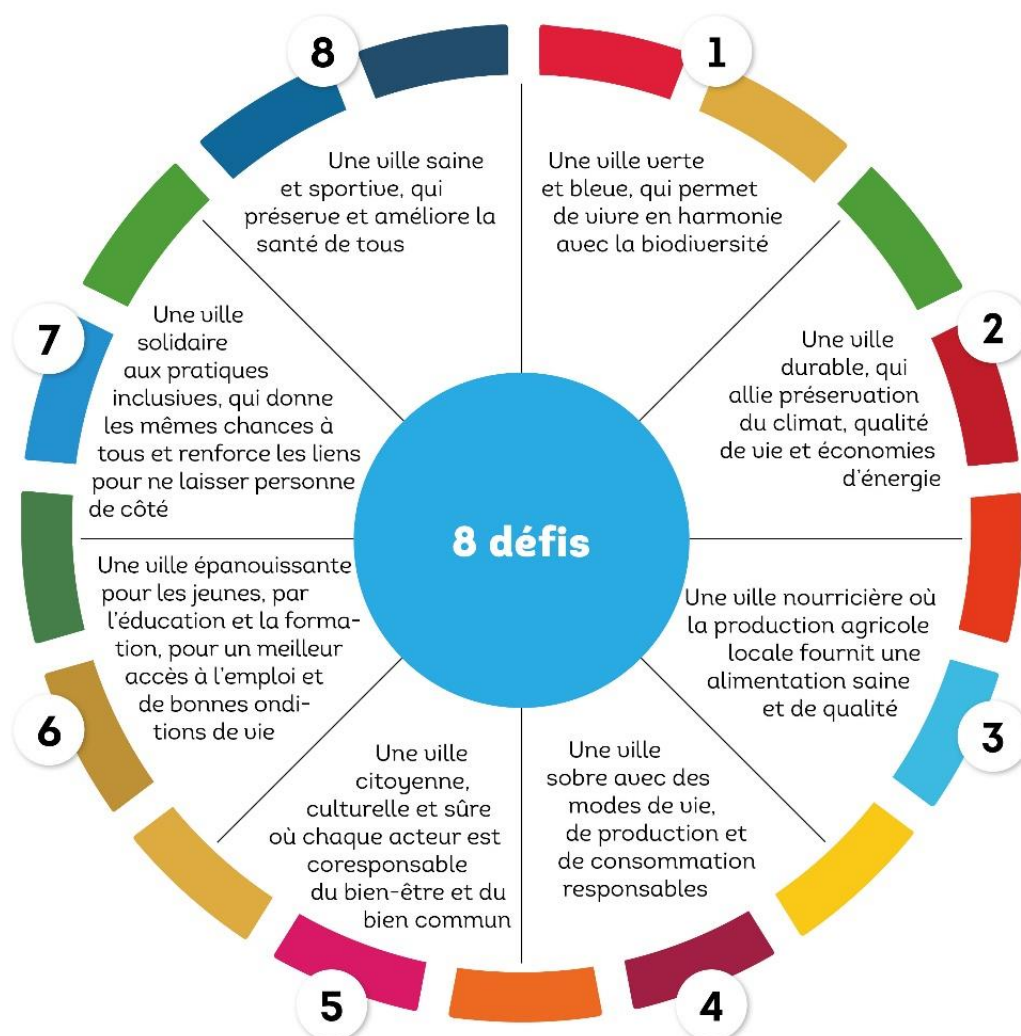 8 défis
1
Une ville verte
et bleue, qui permet
de vivre en harmonie
avec la biodiversité
2
Une ville
durable, qui
allie préservation
du climat, qualité
de vie et économies
d'énergie
3
Une ville nourricière où
la production agricole
locale fournit une
alimentation saine
et de qualité
4
Une ville
sobre avec des
modes de vie,
de production et
de consommation
responsables
5
Une ville
citoyenne,
culturelle et sûre
où chaque acteur est
coresponsable
du bien-être et du
bien commun
6
Une ville épanouissante
pour les jeunes, par
l'éducation et la forma-
tion, pour un meilleur
accès à l'emploi et
de bonnes ondi-
tions de vie
7
Une ville
solidaire
aux pratiques
inclusives, qui donne
les mêmes chances à
tous et renforce les liens
pour ne laisser personne
de côté
8
Une ville saine
et sportive, qui
préserve et améliore la
santé de tous